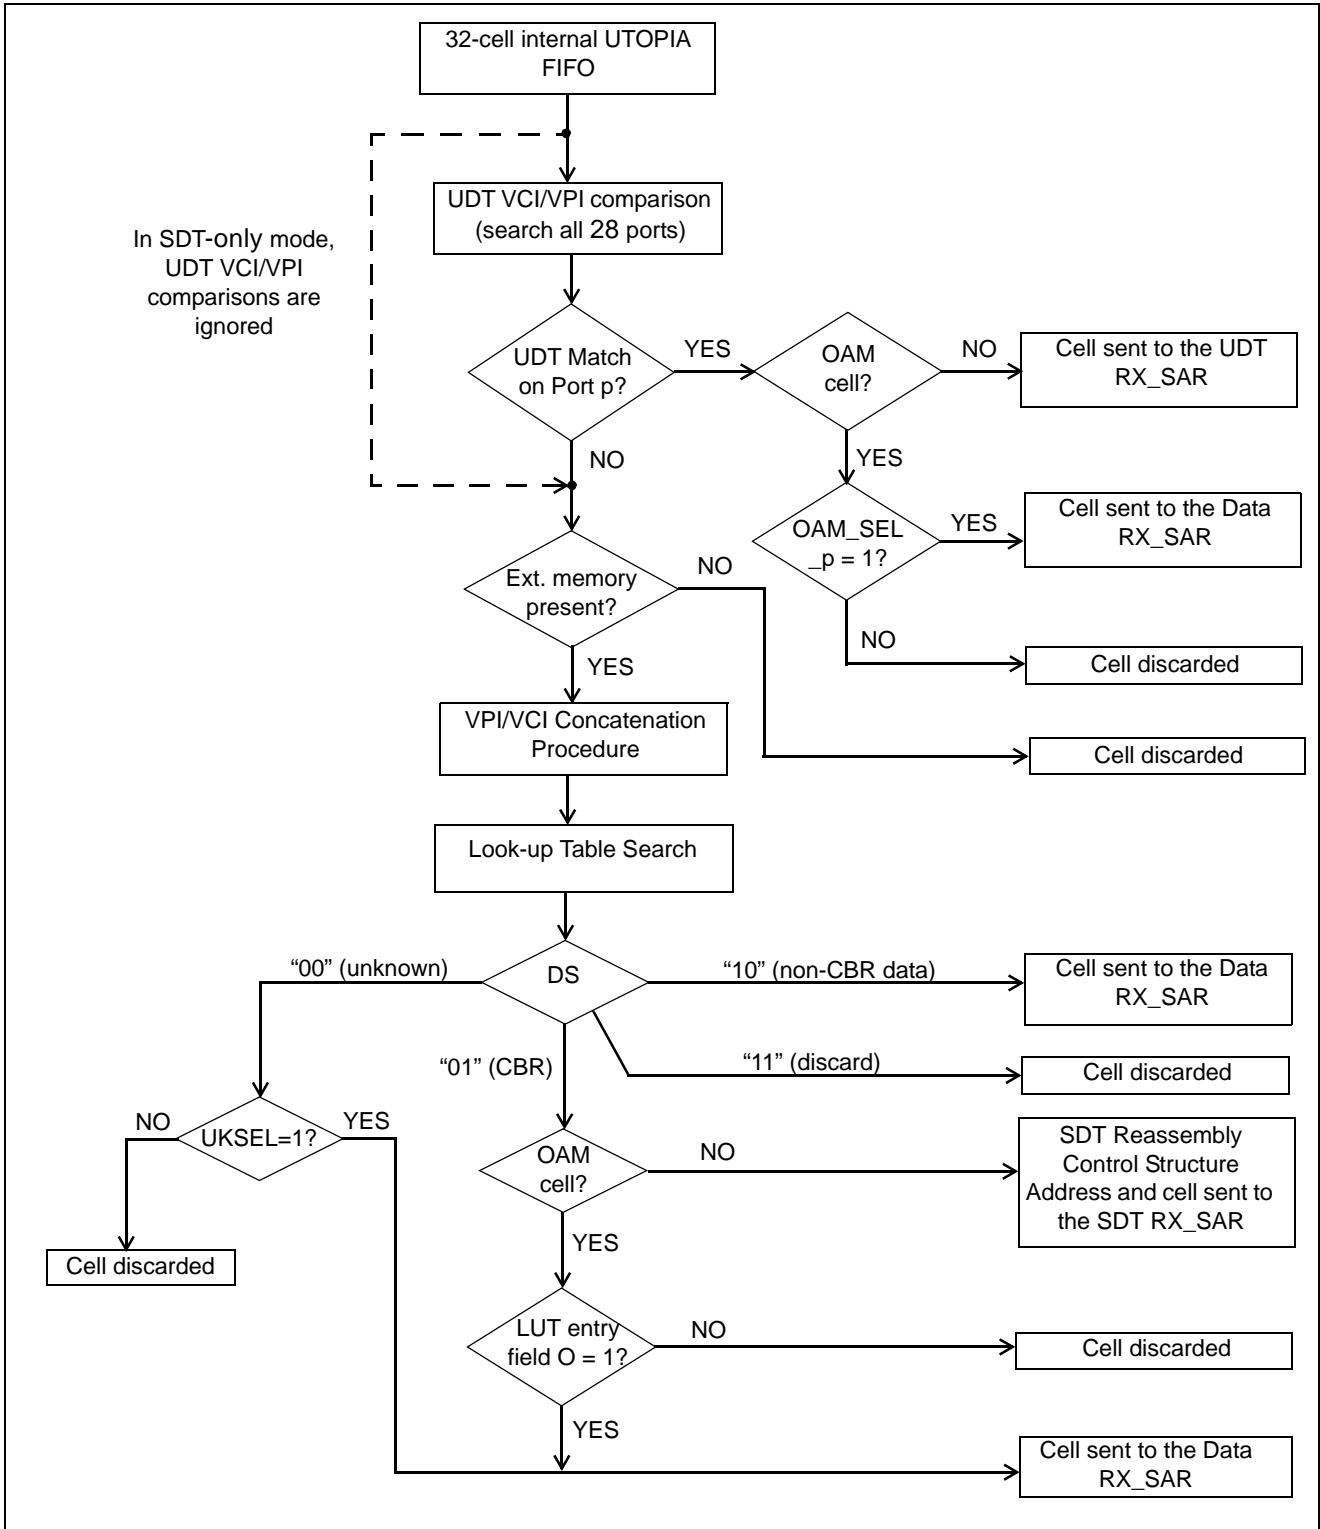 32-cell internal UTOPIA
FIFO
UDT VCI/VPI comparison
(search all 28 ports)
In SDT-only mode,
UDT VCI/VPI
comparisons are
ignored
UDT Match
on Port p?
YES
OAM
cell?
NO
Cell sent to the UDT
RX_SAR
NO
YES
OAM_SEL
_p = 1?
YES
Cell sent to the Data
RX_SAR
Ext. memory
present?
NO
NO
Cell discarded
YES
VPI/VCI Concatenation
Procedure
Cell discarded
Look-up Table Search
DS
“00” (unknown)
“10” (non-CBR data)
Cell sent to the Data
RX_SAR
“01” (CBR)
“11” (discard)
Cell discarded
NO
UKSEL=1?
YES
OAM
cell?
NO
SDT Reassembly
Control Structure
Address and cell sent to
the SDT RX_SAR
Cell discarded
YES
LUT entry
field O = 1?
NO
Cell discarded
YES
Cell sent to the Data
RX_SAR